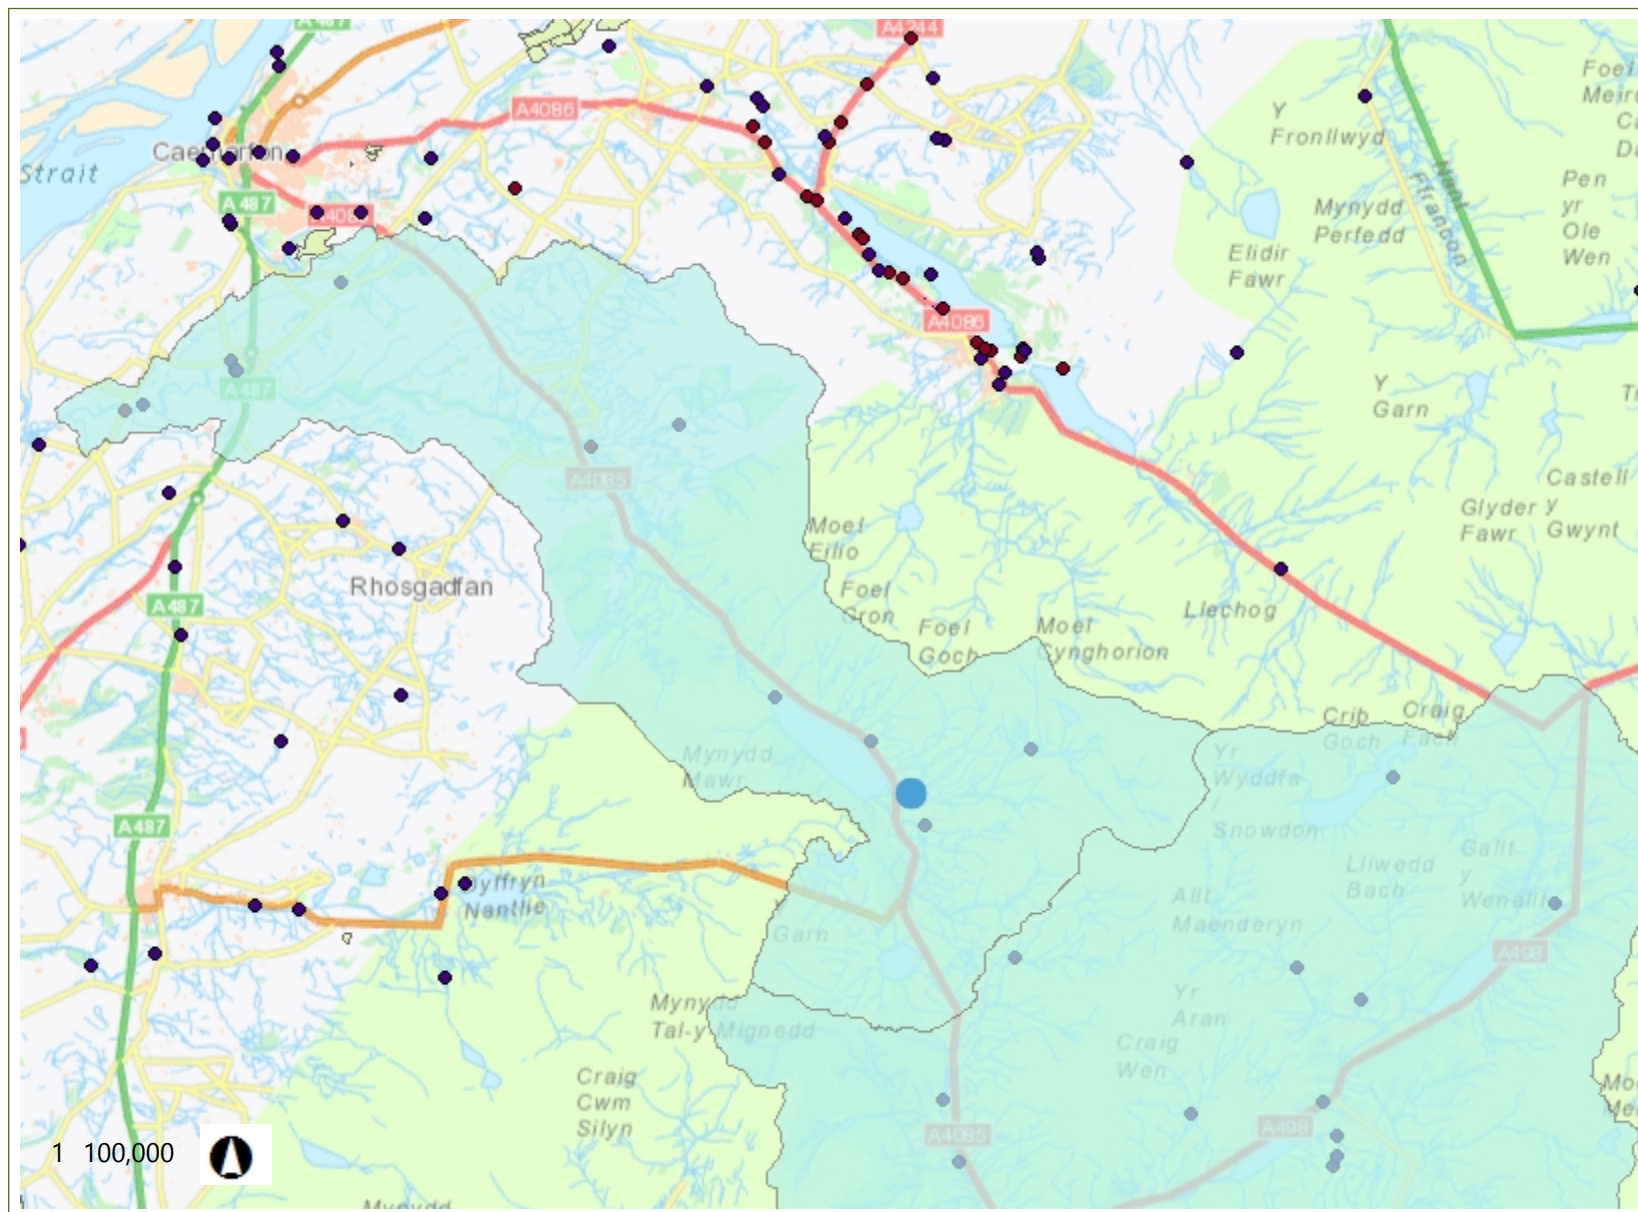 A487
A4244
Foel
Meiri
A4086
Y
Fronllwyd
Caernarfon
Strait
Nant
Ffrancon
Pen
yr
Ole
Wen
A487
Mynydd
Perfedd
Elidir
Fawr
A4086
A487
Y
Garn
A4085
Castell
y
Gwynt
Glyder
Fawr
Moel
Eilio
Rhosgadfan
Foel
Gron
A487
Llechog
Foel
Goch
Moel
Cynghorion
Crib
Goch
Craig
Fach
Mynydd
Mawr
Yr
Wyddfa
/
Snowdon
A487
Gallt
y
Wenallt
Lliwedd
Bach
Dyffryn
Nantlle
Allt
Maenderyn
Garn
A498
Mynydd
Tal-y-Mignedd
Yr
Aran
Craig
Wen
Craig
Cwm
Silyn
A4085
A498
1 100,000
Mynydd